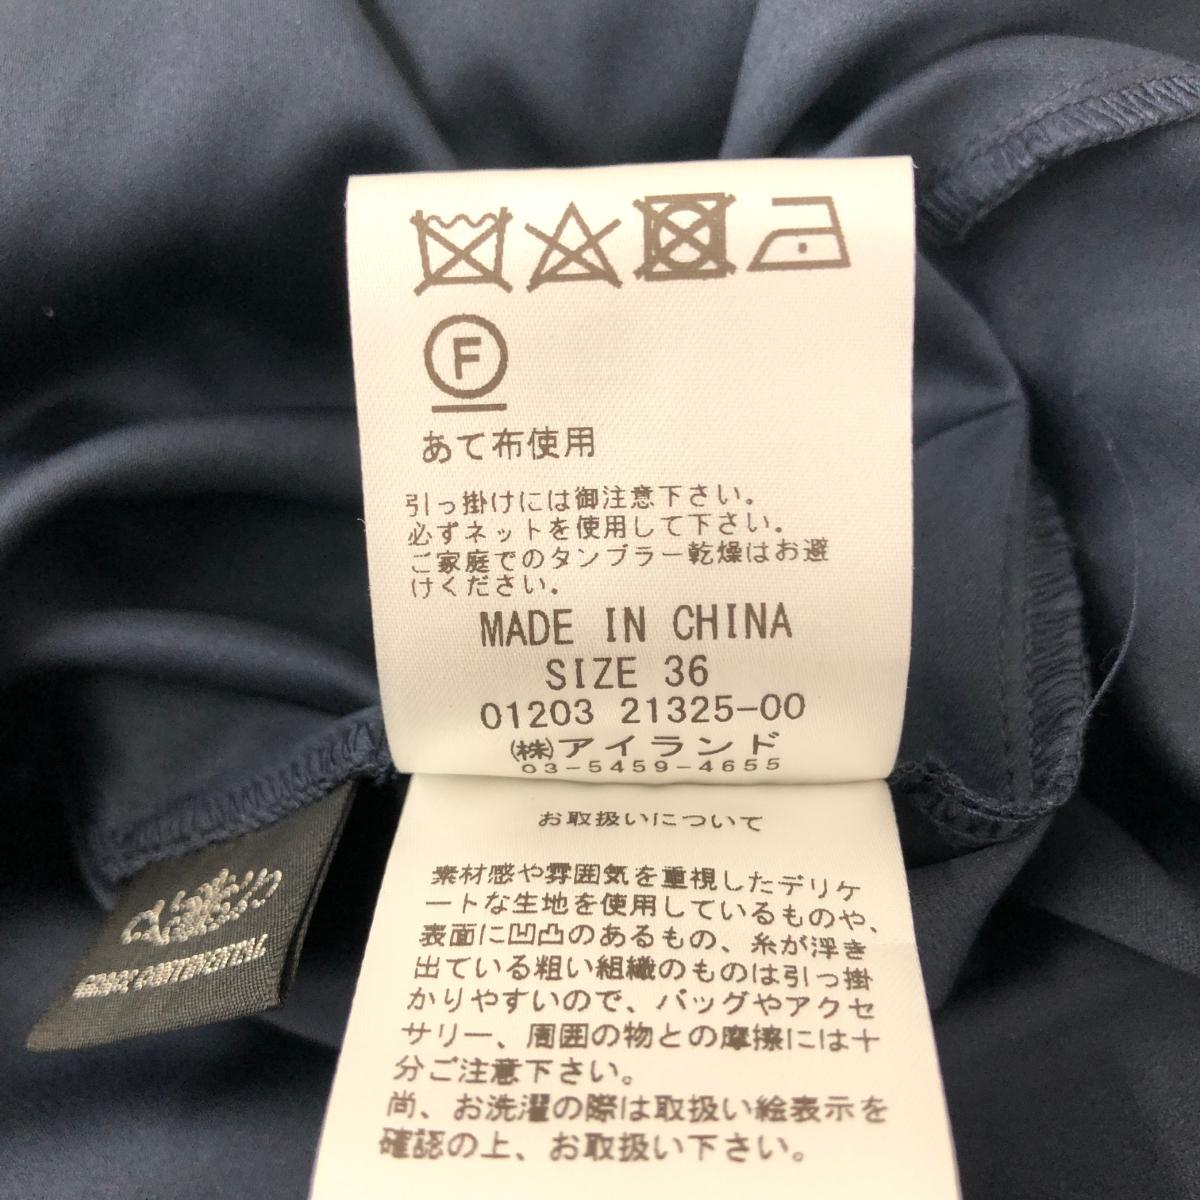 F
あて布使用
引っ掛けには御注意下さい。
必ずネットを使用して下さい。
ご家庭でのタンブラー乾燥はお避
けください。
MADE IN CHINA
SIZE 36
01203 21325-00
㈱アイランド
03-5459-4655
お取扱いについて
素材感や雰囲気を重視したデリケ
ートな生地を使用しているものや、
表面に凹凸のあるもの、糸が浮き
出ている粗い組織のものは引っ掛
かりやすいので、バッグやアクセ
サリー、周囲の物との摩擦には十
分ご注意下さい。
尚、お洗濯の際は取扱い絵表示を
確認の上、お取扱い下さい。